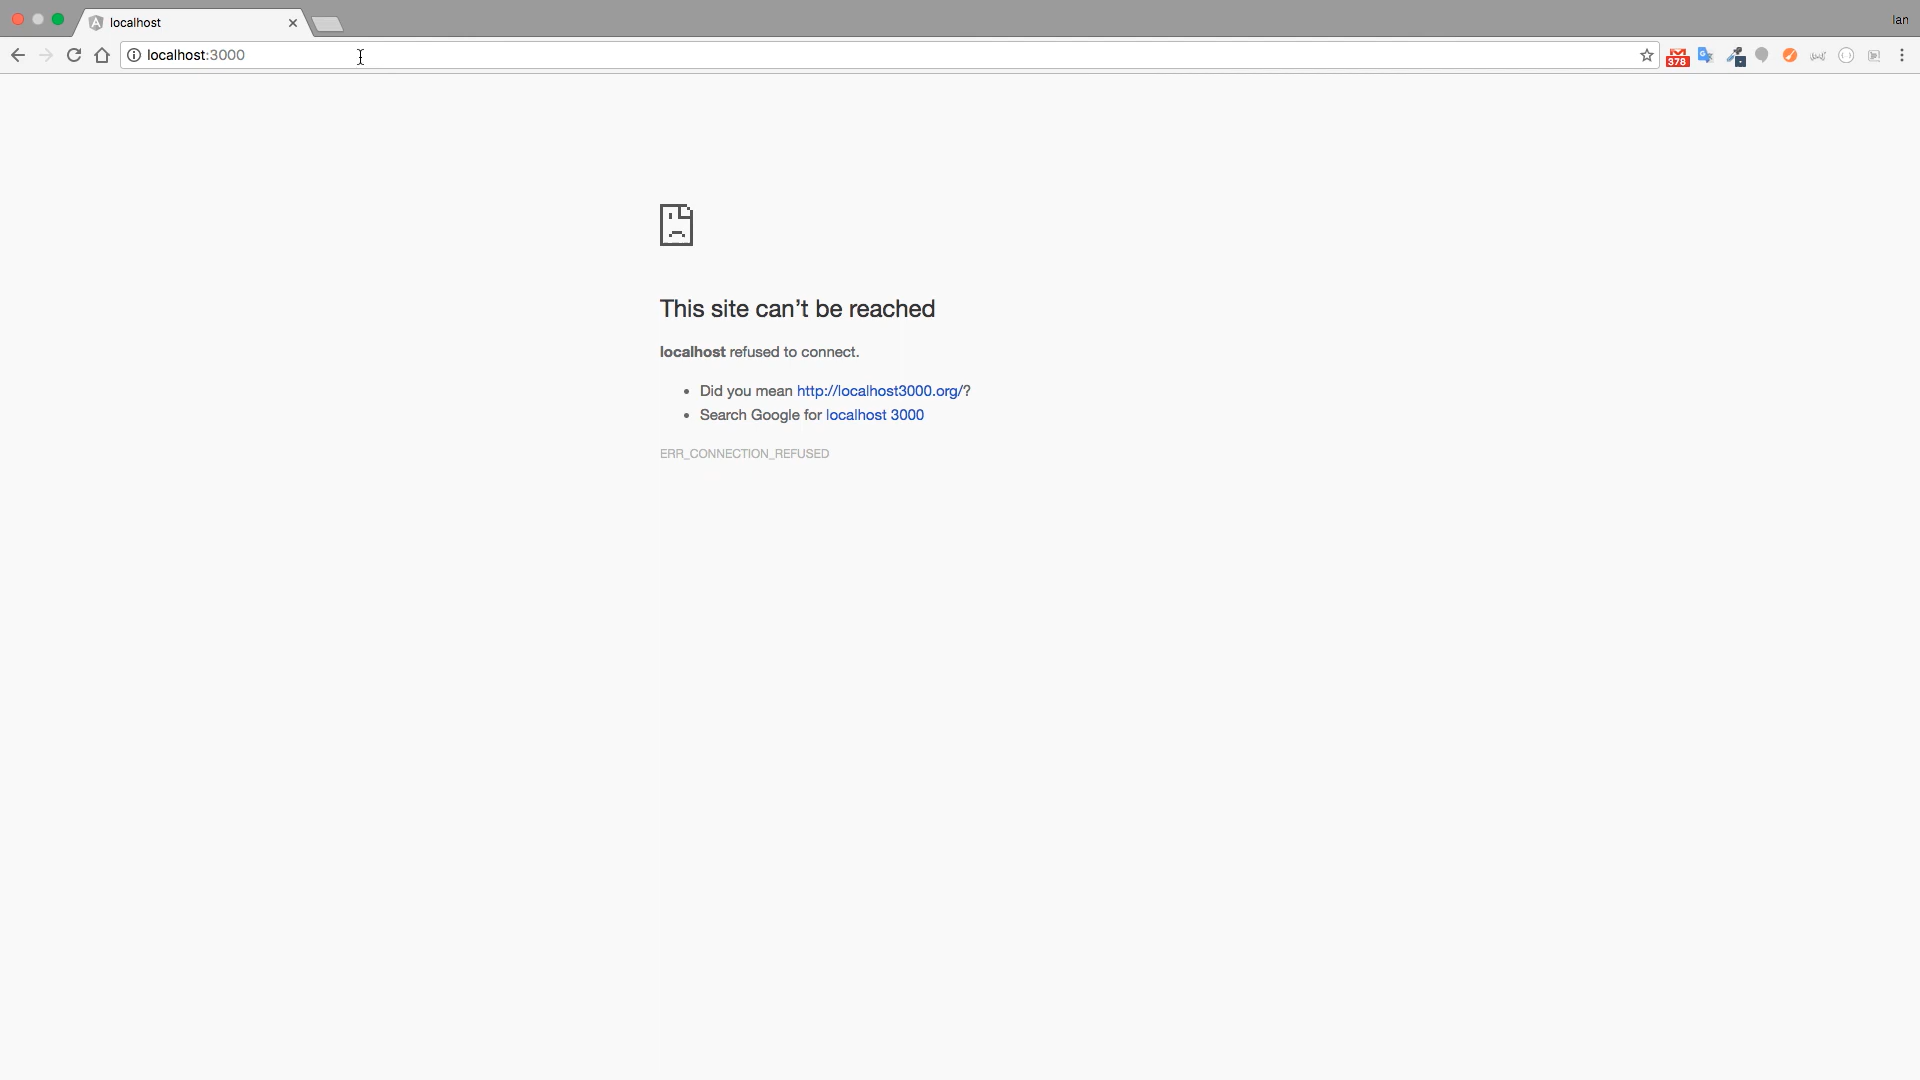 localhost
Ian
localhost:3000
378
This site can’t be reached
localhost refused to connect.
Did you mean http://localhost3000.org/?
Search Google for localhost 3000
ERR_CONNECTION_REFUSED